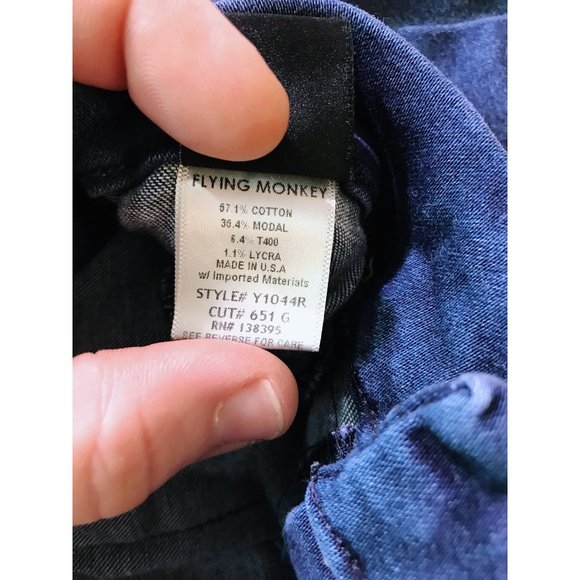 FLYING MONKEY
57.1% COTTON
35.4% MODAL
6.4% T400
1.1% LYCRA
MADE IN U.S.A
w/ Imported Materials
STYLE# Y1044R
CUT# 651 G
RN# 138395
SEE REVERSE FOR CARE